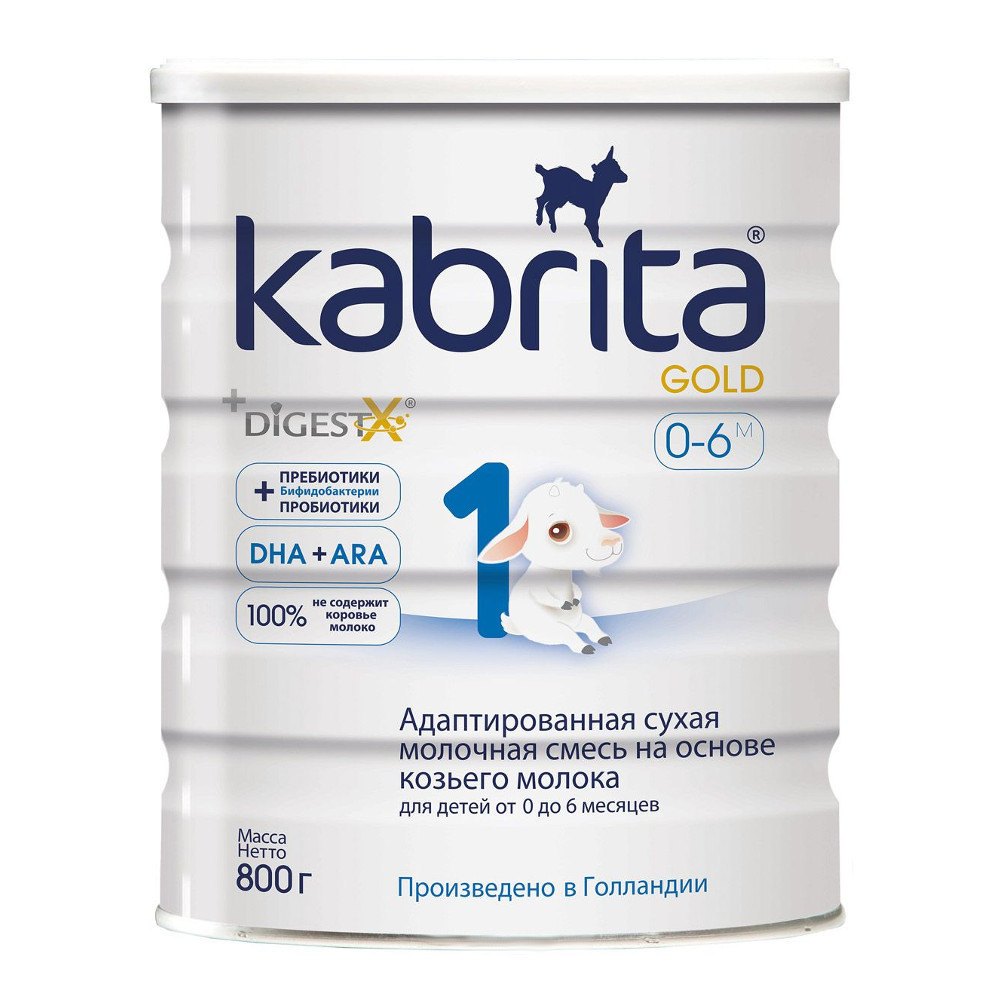 kabrita®
GOLD
+DIGESTX®
0-6M
+ ПРЕБИОТИКИ
Бифидобактерии
ПРОБИОТИКИ
1
DHA + ARA
100% не содержит
коровье
молоко
Адаптированная сухая
молочная смесь на основе
козьего молока
для детей от 0 до 6 месяцев
Масса
Нетто
800 г
Произведено в Голландии